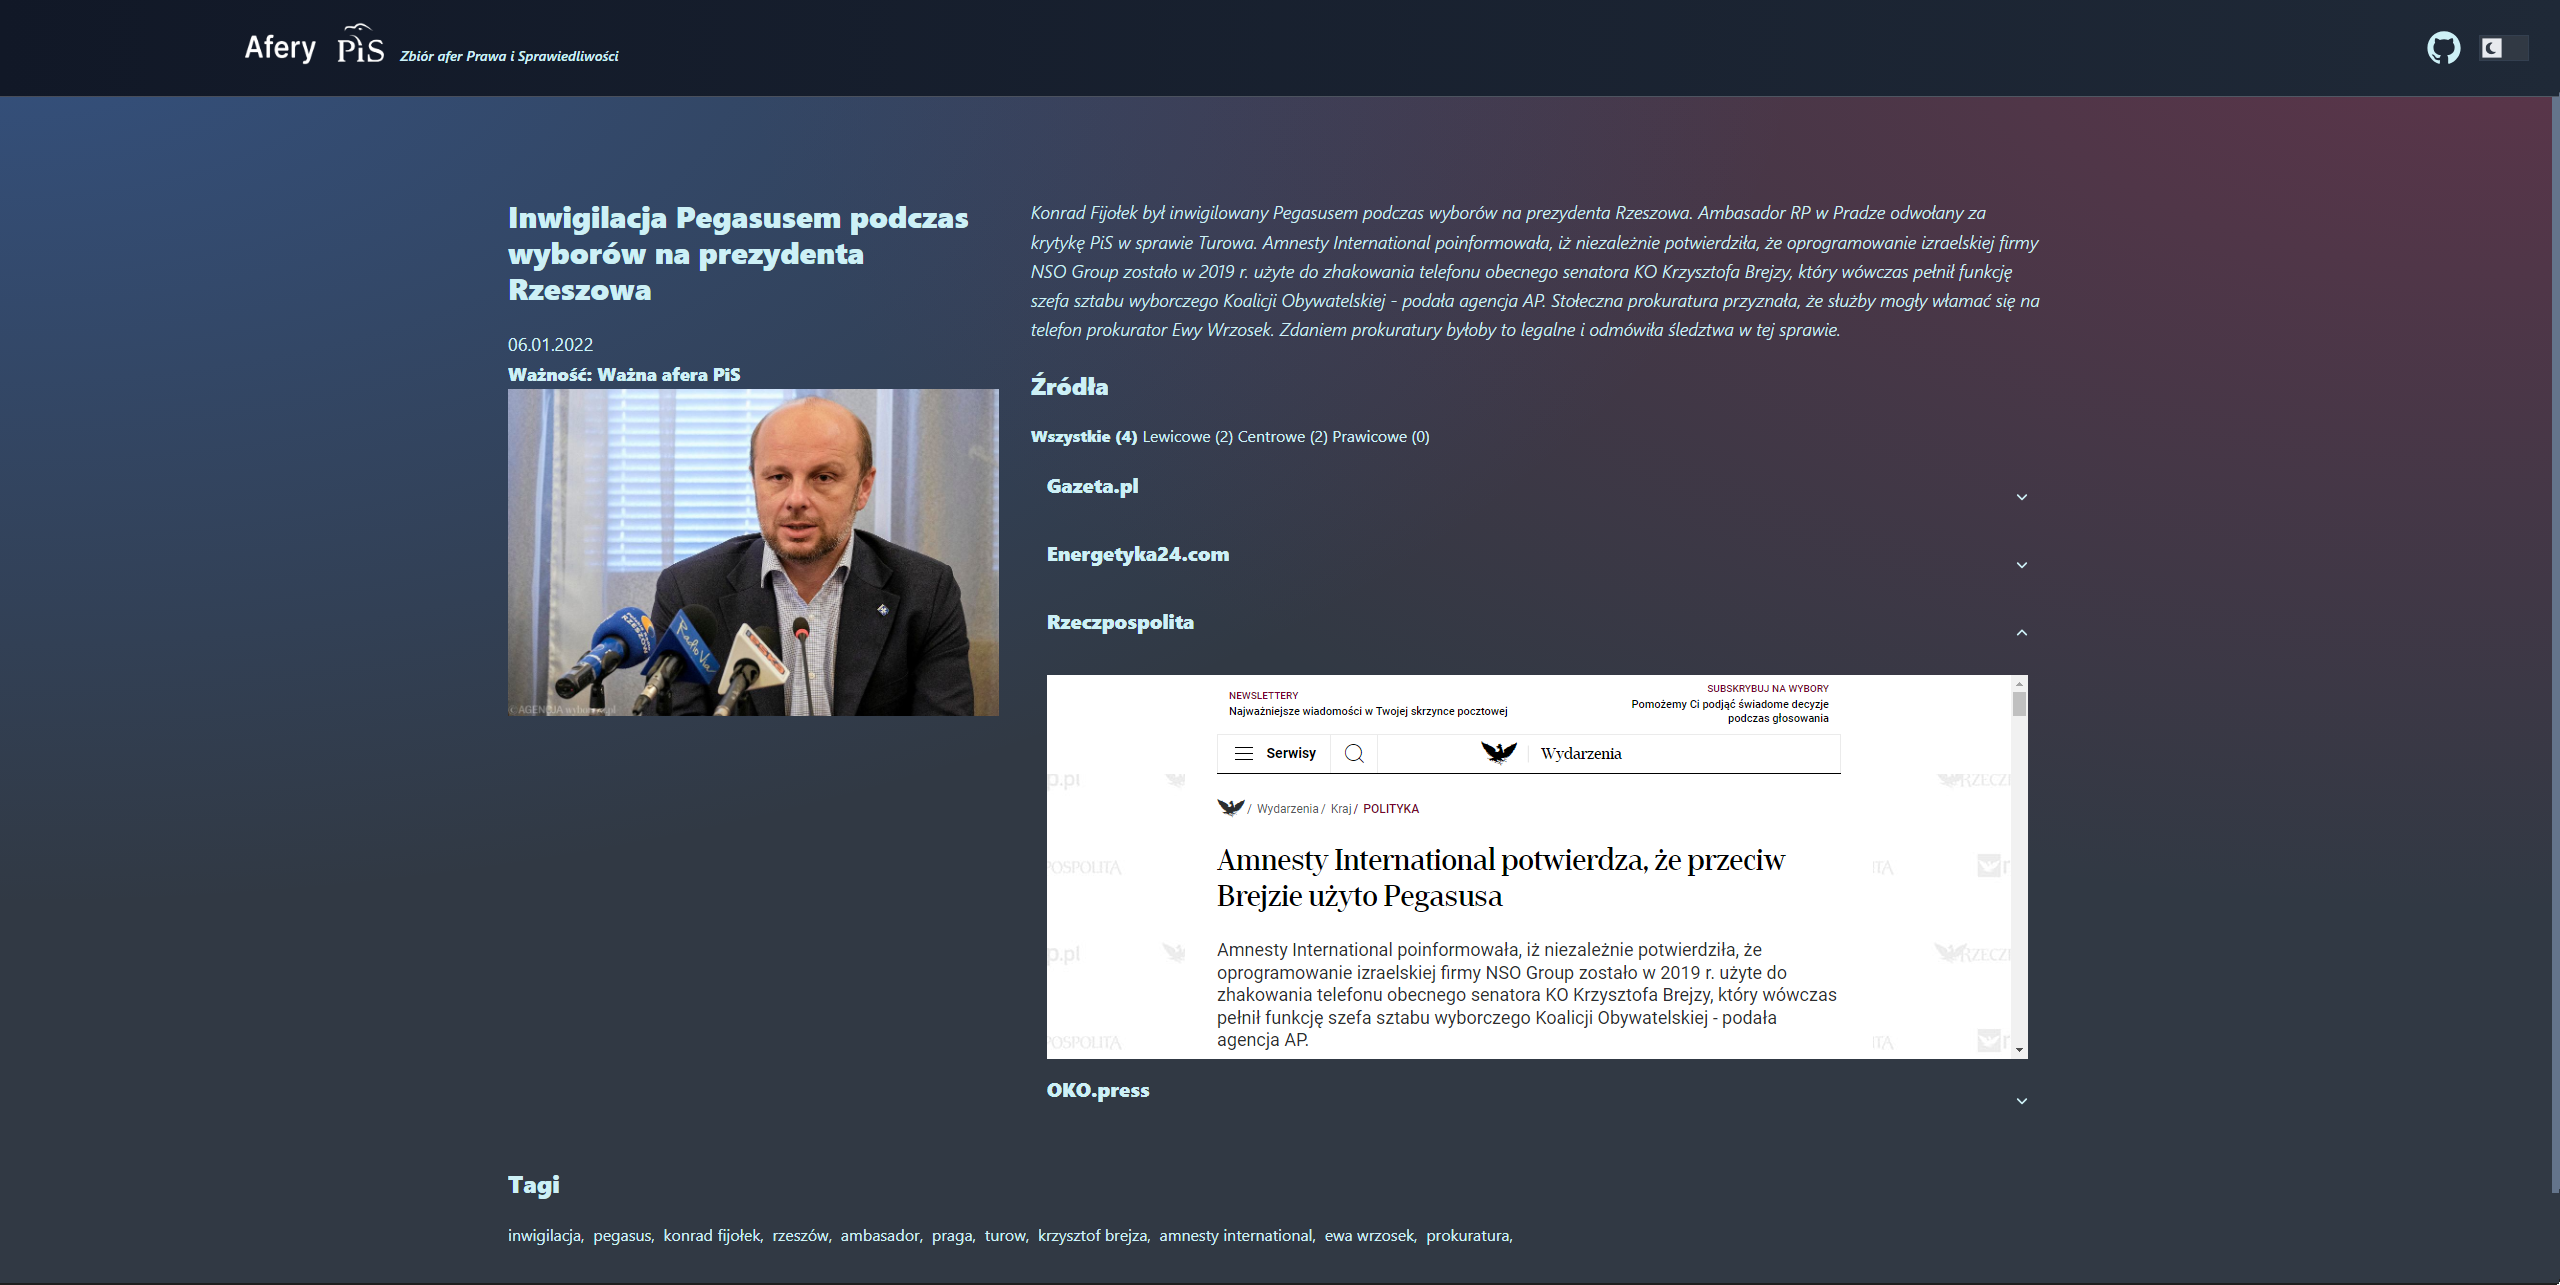 Afery PiS Zbiór afer Prawa i Sprawiedliwości
Inwigilacja Pegasusem podczas
wyborów na prezydenta
Rzeszowa
06.01.2022
Ważność: Ważna afera PiS
RZESZÓW
Radio Via
© AGENCJA wyborcza.pl
Konrad Fijołek był inwigilowany Pegasusem podczas wyborów na prezydenta Rzeszowa. Ambasador RP w Pradze odwołany za
krytykę PiS w sprawie Turowa. Amnesty International poinformowała, iż niezależnie potwierdziła, że oprogramowanie izraelskiej firmy
NSO Group zostało w 2019 r. użyte do zhakowania telefonu obecnego senatora KO Krzysztofa Brejzy, który wówczas pełnił funkcję
szefa sztabu wyborczego Koalicji Obywatelskiej - podała agencja AP. Stołeczna prokuratura przyznała, że służby mogły włamać się na
telefon prokurator Ewy Wrzosek. Zdaniem prokuratury byłoby to legalne i odmówiła śledztwa w tej sprawie.
Źródła
Wszystkie (4) Lewicowe (2) Centrowe (2) Prawicowe (0)
Gazeta.pl
Energetyka24.com
Rzeczpospolita
NEWSLETTERY
Najważniejsze wiadomości w Twojej skrzynce pocztowej
SUBSKRYBUJ NA WYBORY
Pomożemy Ci podjąć świadome decyzje
podczas głosowania
Serwisy
Wydarzenia
/ Wydarzenia / Kraj / POLITYKA
Amnesty International potwierdza, że przeciw
Brejzie użyto Pegasusa
Amnesty International poinformowała, iż niezależnie potwierdziła, że
oprogramowanie izraelskiej firmy NSO Group zostało w 2019 r. użyte do
zhakowania telefonu obecnego senatora KO Krzysztofa Brejzy, który wówczas
pełnił funkcję szefa sztabu wyborczego Koalicji Obywatelskiej - podała
agencja AP.
OKO.press
Tagi
inwigilacja, pegasus, konrad fijołek, rzeszów, ambasador, praga, turow, krzysztof brejza, amnesty international, ewa wrzosek, prokuratura,